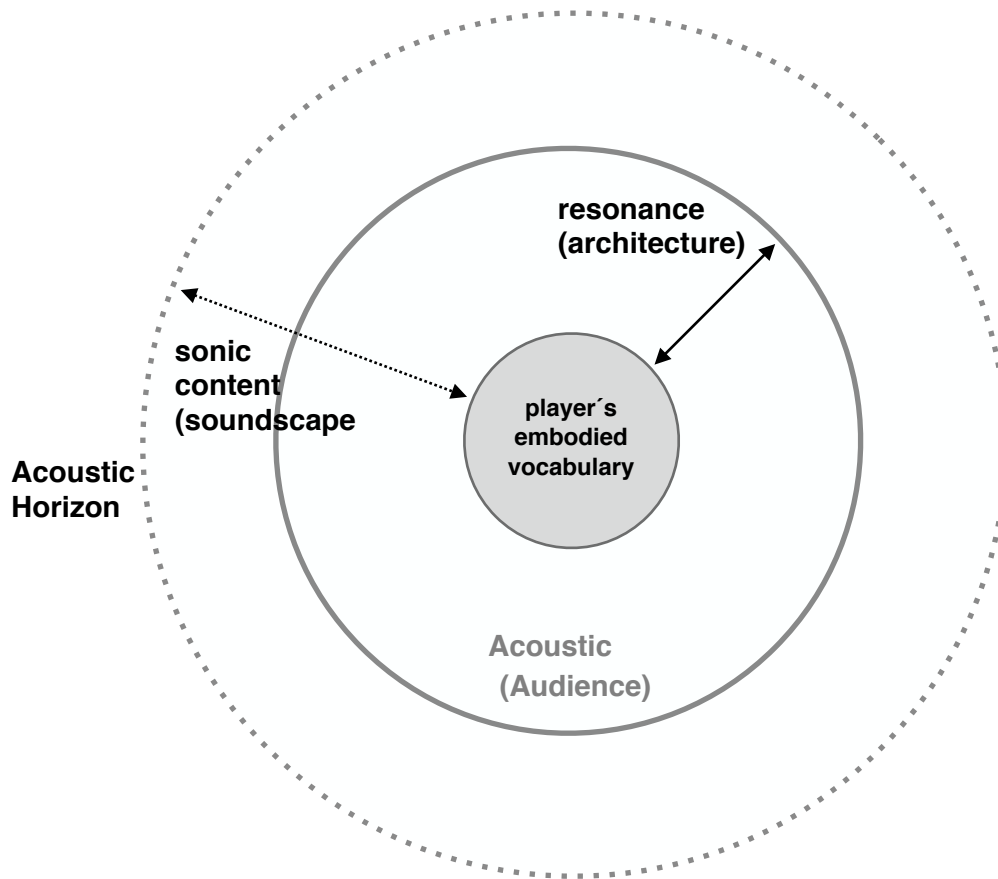 resonance
(architecture)
sonic
content
(soundscape
player´s
embodied
vocabulary
Acoustic
Horizon
Acoustic
(Audience)